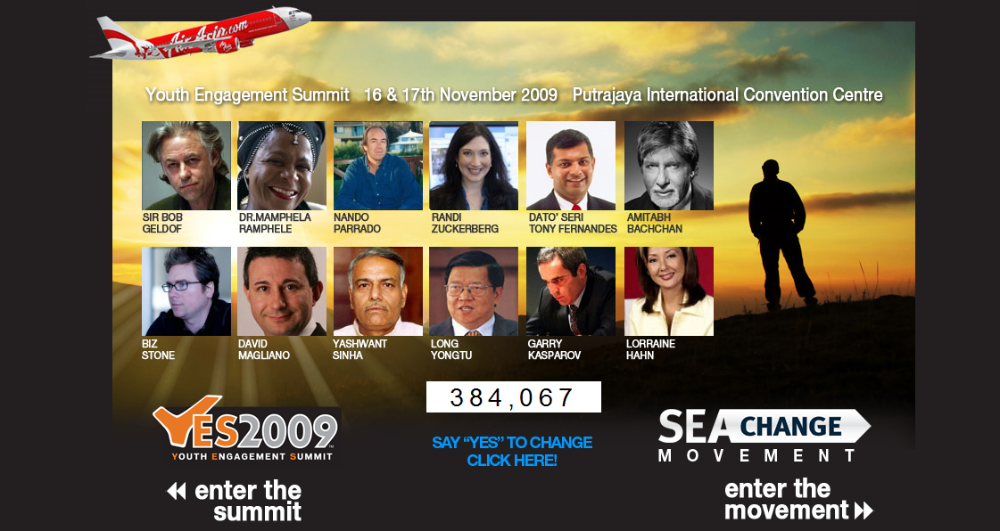 AirAsia.com
Youth Engagement Summit 16 & 17th November 2009 Putrajaya International Convention Centre
SIR BOB
GELDOF
DR.MAMPHELA
RAMPHELE
NANDO
PARRADO
RANDI
ZUCKERBERG
DATO' SERI
TONY FERNANDES
AMITABH
BACHCHAN
BIZ
STONE
DAVID
MAGLIANO
YASHWANT
SINHA
LONG
YONGTU
GARRY
KASPAROV
LORRAINE
HAHN
384,067
YES2009™
YOUTH ENGAGEMENT SUMMIT
SAY “YES” TO CHANGE
CLICK HERE!
SEA CHANGE
MOVEMENT
enter the
summit
enter the
movement